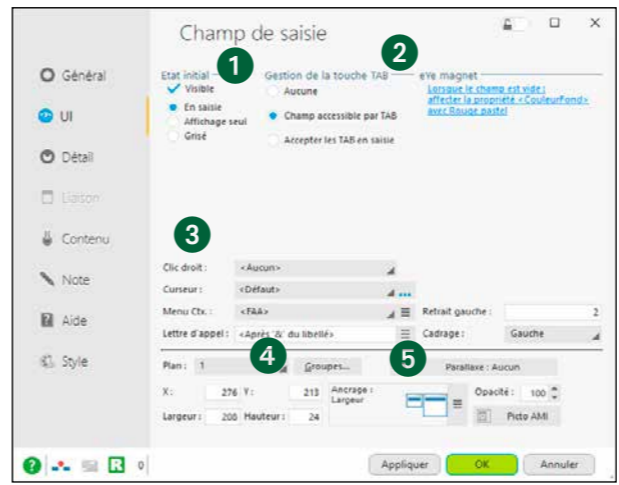 Champ de saisie
1
2
Général
UI
Détail
Liaison
Contenu
Note
Aide
Style
Etat initial
Visible
En saisie
Affichage seul
Grisé
Gestion de la touche TAB
Aucune
Champ accessible par TAB
Accepter les TAB en saisie
eve magnet
Lorsque le champ est vide :
affecter la propriété «CouleurFond»
avec Rouge pastel
3
Clic droit : <Aucun>
Curseur : <Défaut>
Menu Ctx. : <FAA> Retrait gauche : 2
Lettre d'appel : <Après '&' du libellé> Cadrage : Gauche
4
5
Plan : 1 Groupes... Parallaxe : Aucun
X : 276 Y : 213 Ancrage : Opacité : 100
Largeur
Largeur : 208 Hauteur : 24 Picto AMI
? R 0 Appliquer OK Annuler